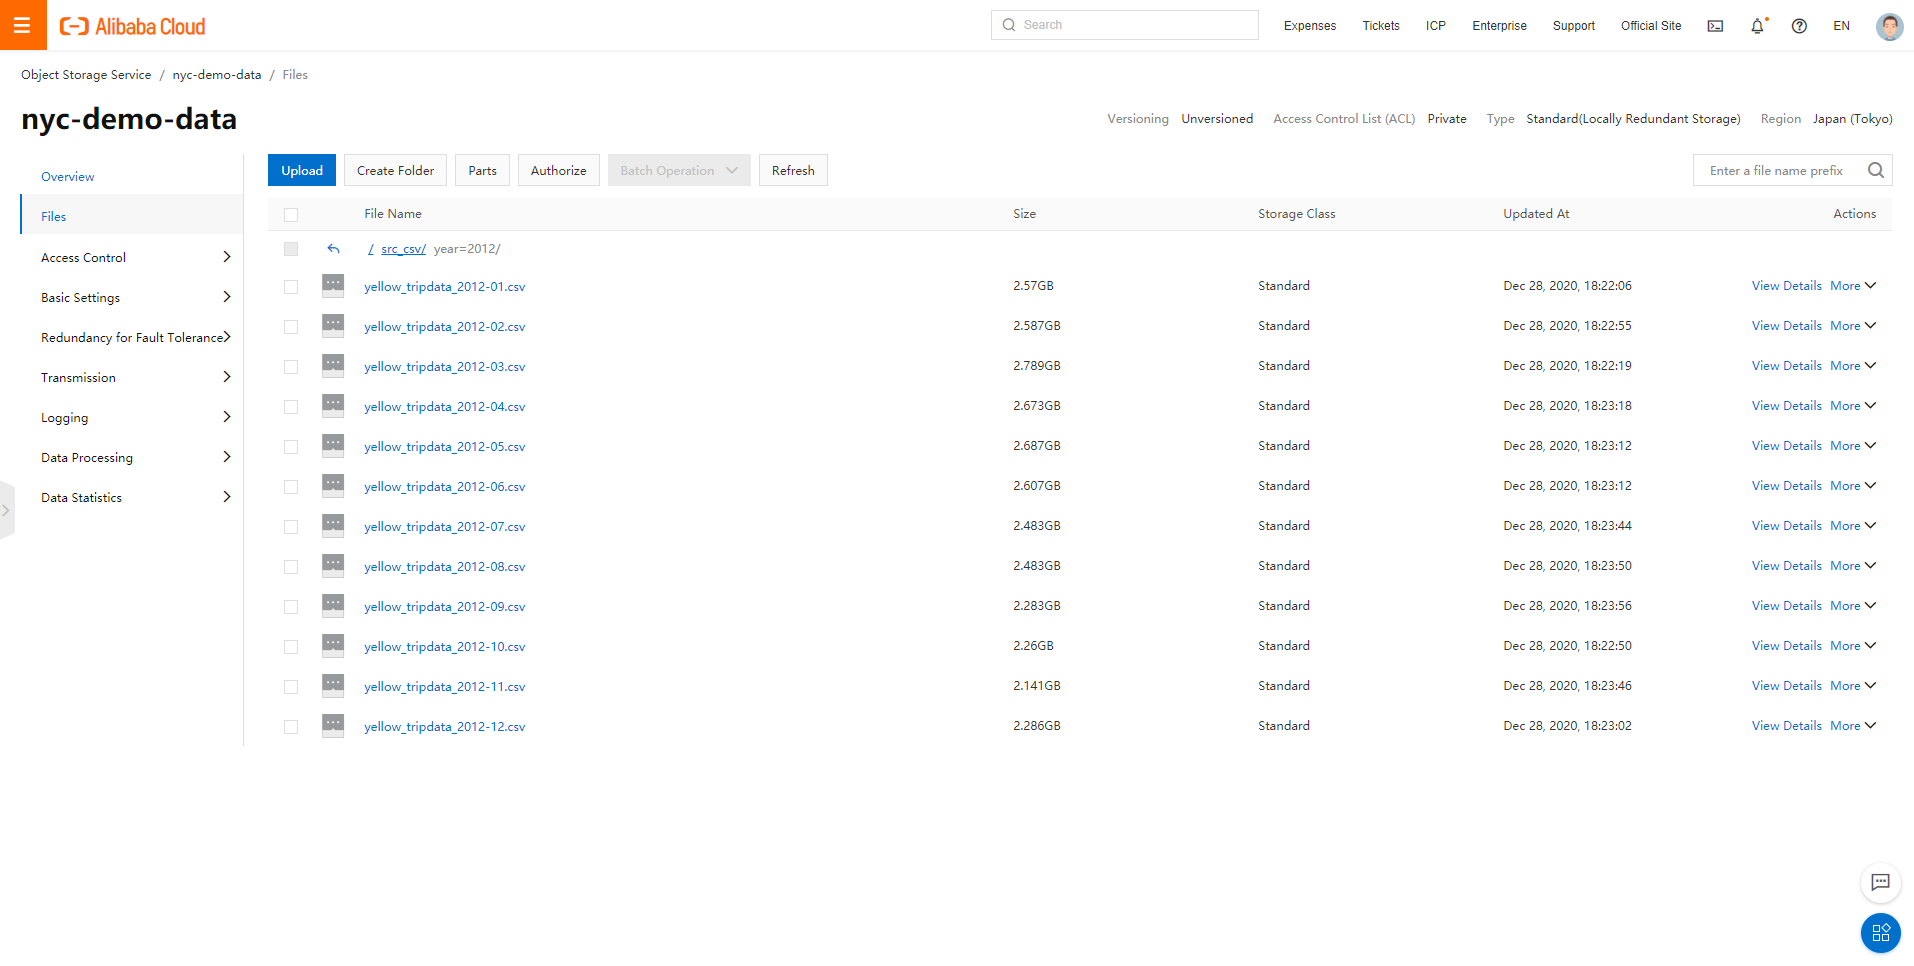 Alibaba Cloud
Search
Expenses Tickets ICP Enterprise Support Official Site EN
Object Storage Service / nyc-demo-data / Files
nyc-demo-data
Versioning Unversioned Access Control List (ACL) Private Type Standard(Locally Redundant Storage) Region Japan (Tokyo)
Overview
Files
Access Control
Basic Settings
Redundancy for Fault Tolerance
Transmission
Logging
Data Processing
Data Statistics
Upload Create Folder Parts Authorize Batch Operation Refresh Enter a file name prefix
File Name Size Storage Class Updated At Actions
/ src_csv/ year=2012/
yellow_tripdata_2012-01.csv 2.57GB Standard Dec 28, 2020, 18:22:06 View Details More
yellow_tripdata_2012-02.csv 2.587GB Standard Dec 28, 2020, 18:22:55 View Details More
yellow_tripdata_2012-03.csv 2.789GB Standard Dec 28, 2020, 18:22:19 View Details More
yellow_tripdata_2012-04.csv 2.673GB Standard Dec 28, 2020, 18:23:18 View Details More
yellow_tripdata_2012-05.csv 2.687GB Standard Dec 28, 2020, 18:23:12 View Details More
yellow_tripdata_2012-06.csv 2.607GB Standard Dec 28, 2020, 18:23:12 View Details More
yellow_tripdata_2012-07.csv 2.483GB Standard Dec 28, 2020, 18:23:44 View Details More
yellow_tripdata_2012-08.csv 2.483GB Standard Dec 28, 2020, 18:23:50 View Details More
yellow_tripdata_2012-09.csv 2.283GB Standard Dec 28, 2020, 18:23:56 View Details More
yellow_tripdata_2012-10.csv 2.26GB Standard Dec 28, 2020, 18:22:50 View Details More
yellow_tripdata_2012-11.csv 2.141GB Standard Dec 28, 2020, 18:23:46 View Details More
yellow_tripdata_2012-12.csv 2.286GB Standard Dec 28, 2020, 18:23:02 View Details More